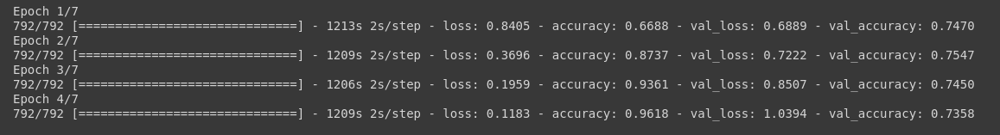 Epoch 1/7
792/792 [==============================] - 1213s 2s/step - loss: 0.8405 - accuracy: 0.6688 - val_loss: 0.6889 - val_accuracy: 0.7470
Epoch 2/7
792/792 [==============================] - 1209s 2s/step - loss: 0.3696 - accuracy: 0.8737 - val_loss: 0.7222 - val_accuracy: 0.7547
Epoch 3/7
792/792 [==============================] - 1206s 2s/step - loss: 0.1959 - accuracy: 0.9361 - val_loss: 0.8507 - val_accuracy: 0.7450
Epoch 4/7
792/792 [==============================] - 1209s 2s/step - loss: 0.1183 - accuracy: 0.9618 - val_loss: 1.0394 - val_accuracy: 0.7358